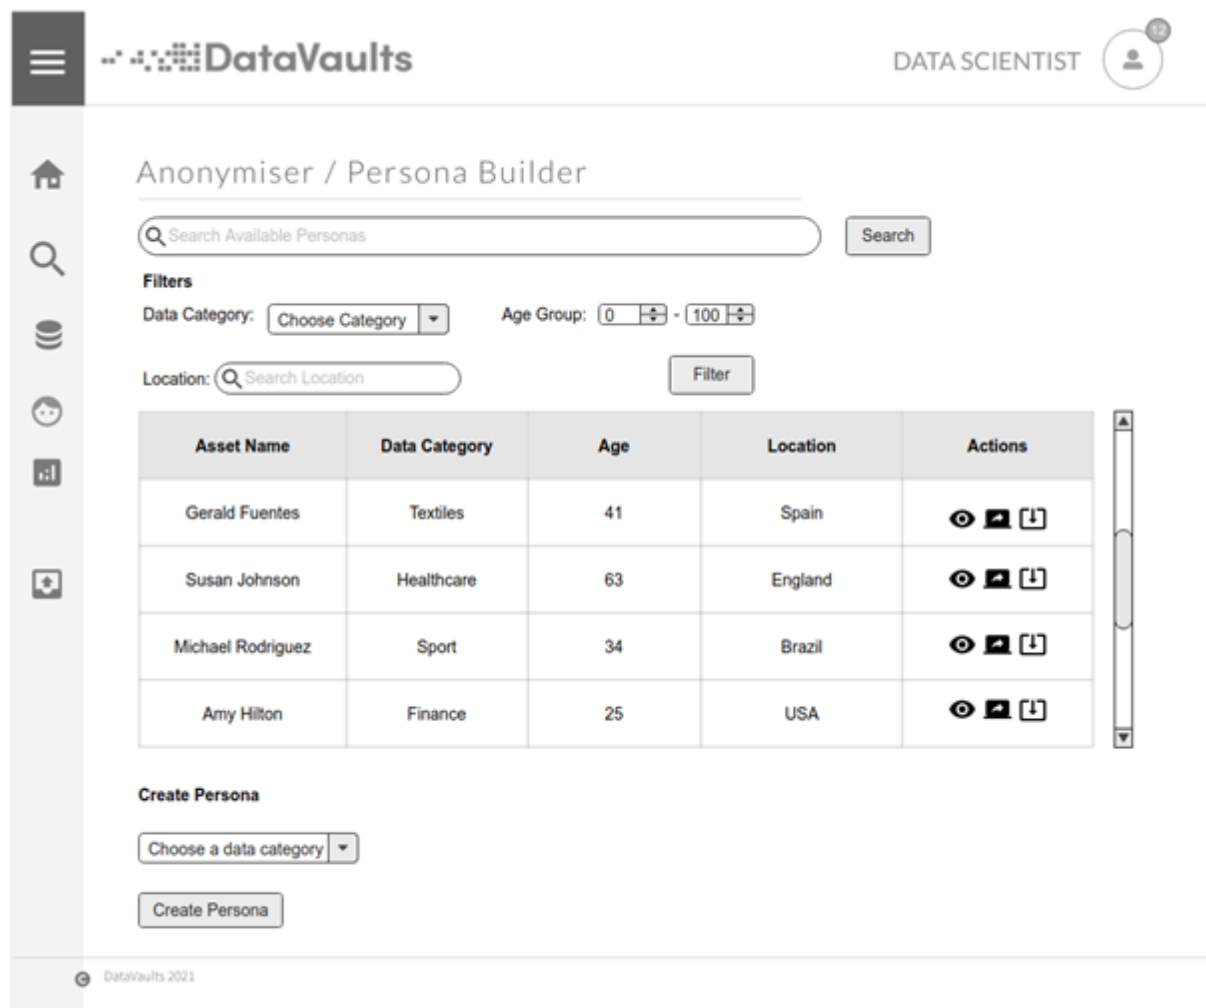 DataVaults
DATA SCIENTIST
12
Anonymiser / Persona Builder
Search Available Personas
Search
Filters
Data Category: Choose Category Age Group: 0 - 100
Location: Search Location Filter
Asset Name Data Category Age Location Actions
Gerald Fuentes Textiles 41 Spain
Susan Johnson Healthcare 63 England
Michael Rodriguez Sport 34 Brazil
Amy Hilton Finance 25 USA
Create Persona
Choose a data category
Create Persona
DataVaults 2021